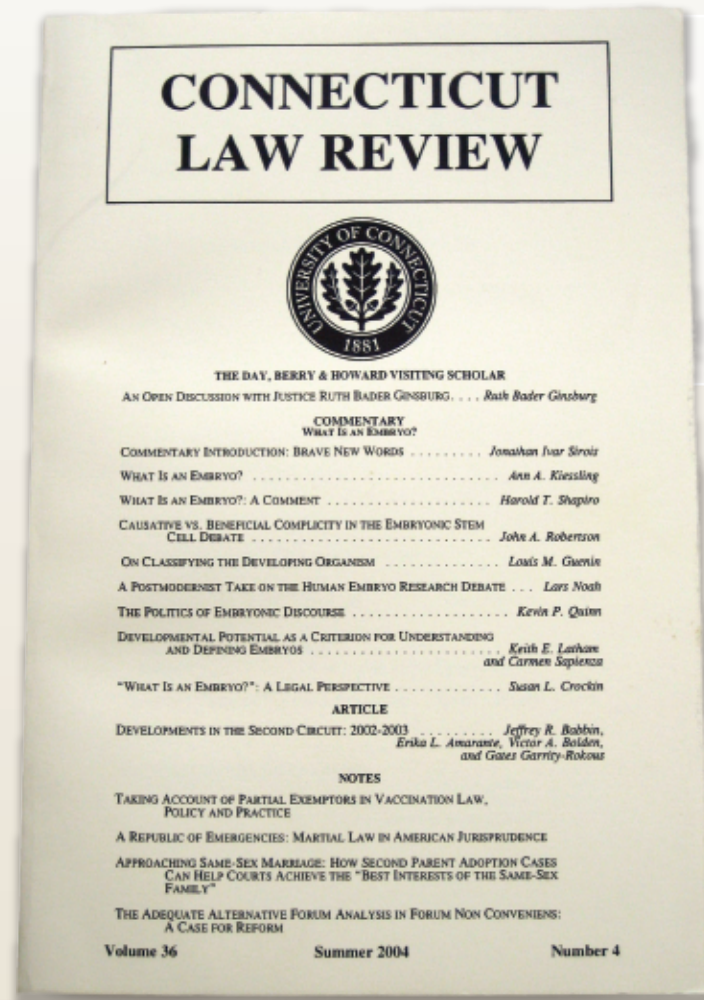 CONNECTICUT
LAW REVIEW
UNIVERSITY OF CONNECTICUT
1881
THE DAY, BERRY & HOWARD VISITING SCHOLAR
AN OPEN DISCUSSION WITH JUSTICE RUTH BADER GINSBURG. . . . Ruth Bader Ginsburg
COMMENTARY
WHAT IS AN EMBRYO?
COMMENTARY INTRODUCTION: BRAVE NEW WORDS . . . . . . . . . Jonathan Ivar Sirois
WHAT IS AN EMBRYO? . . . . . . . . . . . . . . . . . . . . . . . . . . . . . . Ann A. Kiessling
WHAT IS AN EMBRYO?: A COMMENT . . . . . . . . . . . . . . . . . . . . . Harold T. Shapiro
CAUSATIVE VS. BENEFICIAL COMPLICITY IN THE EMBRYONIC STEM
CELL DEBATE . . . . . . . . . . . . . . . . . . . . . . . . . . . . . John A. Robertson
ON CLASSIFYING THE DEVELOPING ORGANISM . . . . . . . . . . . . . . Louis M. Guenin
A POSTMODERNIST TAKE ON THE HUMAN EMBRYO RESEARCH DEBATE . . . Lars Noah
THE POLITICS OF EMBRYONIC DISCOURSE . . . . . . . . . . . . . . . . . . . Kevin P. Quinn
DEVELOPMENTAL POTENTIAL AS A CRITERION FOR UNDERSTANDING
AND DEFINING EMBRYOS . . . . . . . . . . . . . . . . . . . . . . . . Keith E. Latham
and Carmen Sapienza
"WHAT IS AN EMBRYO?": A LEGAL PERSPECTIVE . . . . . . . . . . . . . Susan L. Crockin
ARTICLE
DEVELOPMENTS IN THE SECOND CIRCUIT: 2002-2003 . . . . . . . . . Jeffrey R. Babbin,
Erika L. Amarante, Victor A. Bolden,
and Gates Garrity-Rokous
NOTES
TAKING ACCOUNT OF PARTIAL EXEMPTORS IN VACCINATION LAW,
POLICY AND PRACTICE
A REPUBLIC OF EMERGENCIES: MARTIAL LAW IN AMERICAN JURISPRUDENCE
APPROACHING SAME-SEX MARRIAGE: HOW SECOND PARENT ADOPTION CASES
CAN HELP COURTS ACHIEVE THE "BEST INTERESTS OF THE SAME-SEX
FAMILY"
THE ADEQUATE ALTERNATIVE FORUM ANALYSIS IN FORUM NON CONVENIENS:
A CASE FOR REFORM
Volume 36 Summer 2004 Number 4